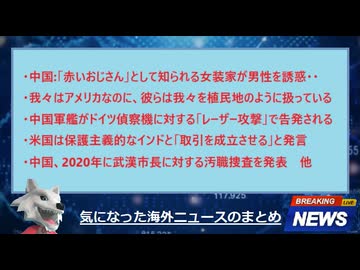 ・中国:「赤いおじさん」として知られる女装家が男性を誘惑・・
・我々はアメリカなのに、彼らは我々を植民地のように扱っている
・中国軍艦がドイツ偵察機に対する「レーザー攻撃」で告発される
・米国は保護主義的なインドと「取引を成立させる」と発言
・中国、2020年に武漢市長に対する汚職捜査を発表　他
117.925
気になった海外ニュースのまとめ
BREAKING LIVE
NEWS